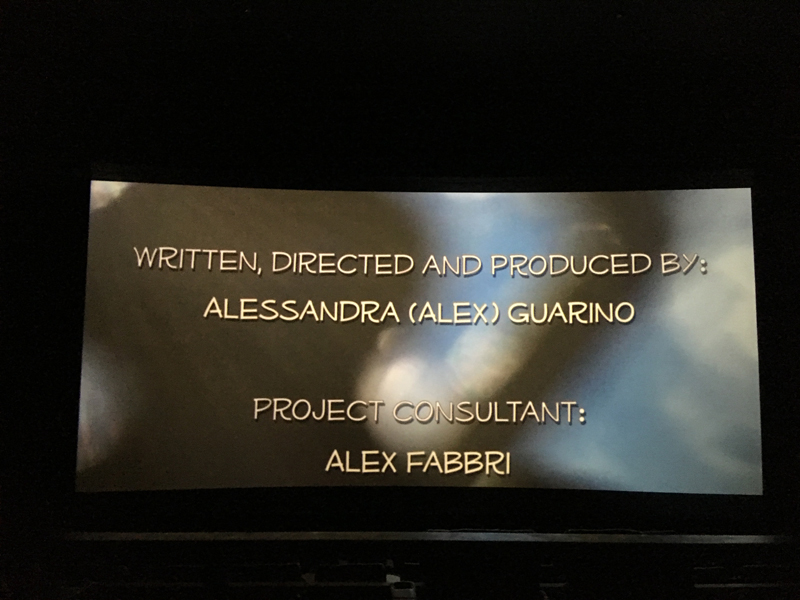 WRITTEN, DIRECTED AND PRODUCED BY:
ALESSANDRA (ALEX) GUARINO
PROJECT CONSULTANT:
ALEX FABBRI